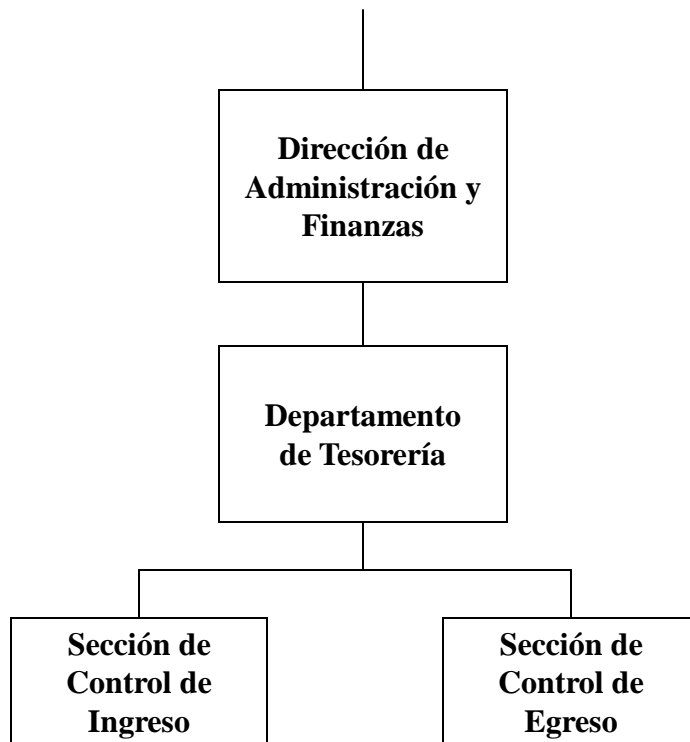 Dirección de
Administración y
Finanzas
Departamento
de Tesorería
Sección de
Control de
Ingreso
Sección de
Control de
Egreso